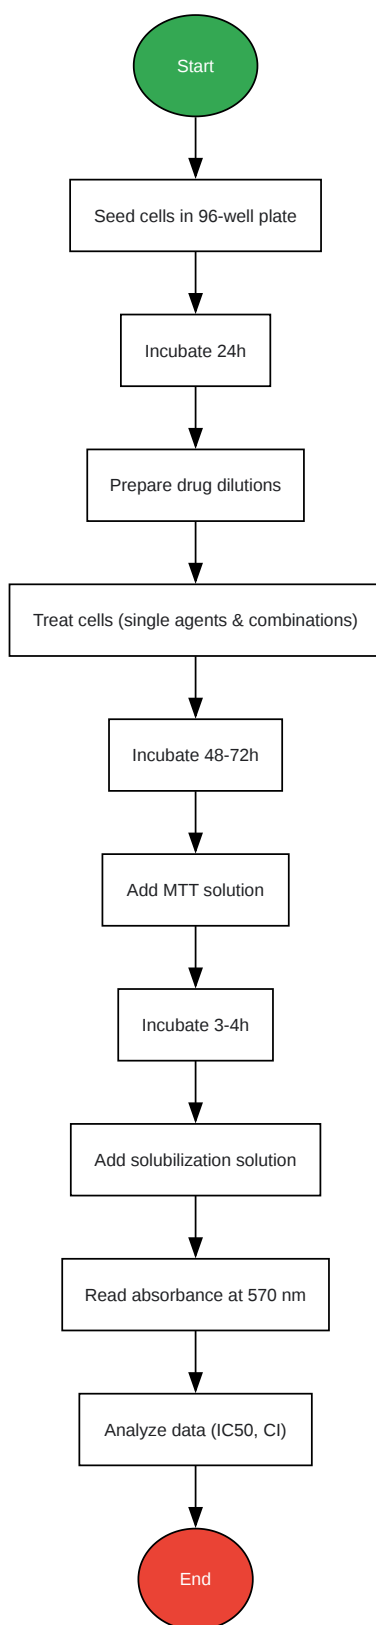 Start
Seed cells in 96-well plate
Incubate 24h
Prepare drug dilutions
Treat cells (single agents & combinations)
Incubate 48-72h
Add MTT solution
Incubate 3-4h
Add solubilization solution
Read absorbance at 570 nm
Analyze data (IC50, CI)
End